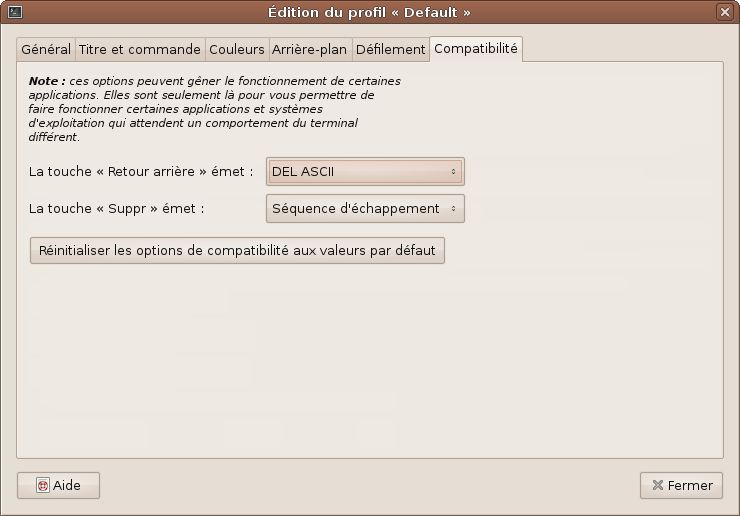 Édition du profil « Default »
Général Titre et commande Couleurs Arrière-plan Défilement Compatibilité
Note : ces options peuvent gêner le fonctionnement de certaines
applications. Elles sont seulement là pour vous permettre de
faire fonctionner certaines applications et systèmes
d'exploitation qui attendent un comportement du terminal
différent.
La touche « Retour arrière » émet : DEL ASCII
La touche « Suppr » émet : Séquence d'échappement
Réinitialiser les options de compatibilité aux valeurs par défaut
Aide Fermer